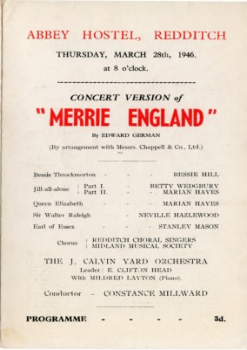 ABBEY HOSTEL, REDDITCH
THURSDAY, MARCH 28th, 1946.
at 8 o'clock.
CONCERT VERSION of
"MERRIE ENGLAND"
By EDWARD GERMAN
(By arrangement with Messrs. Chappell & Co., Ltd.)
Bessie Throckmorton - BESSIE HILL
Jill-all-alone : Part I. BETTY WEDGBURY
: Part II. MARIAN HAYES
Queen Elizabeth - MARIAN HAYES
Sir Walter Raleigh NEVILLE HAZLEWOOD
Earl of Essex - STANLEY MASON
Chorus : REDDITCH CHORAL SINGERS
: MIDLAND MUSICAL SOCIETY
THE J. CALVIN YARD ORCHESTRA
Leader : E. CLIFTON HEAD
With MILDRED LAYTON (Piano)
Conductor - CONSTANCE MILLWARD
PROGRAMME - - - 3d.